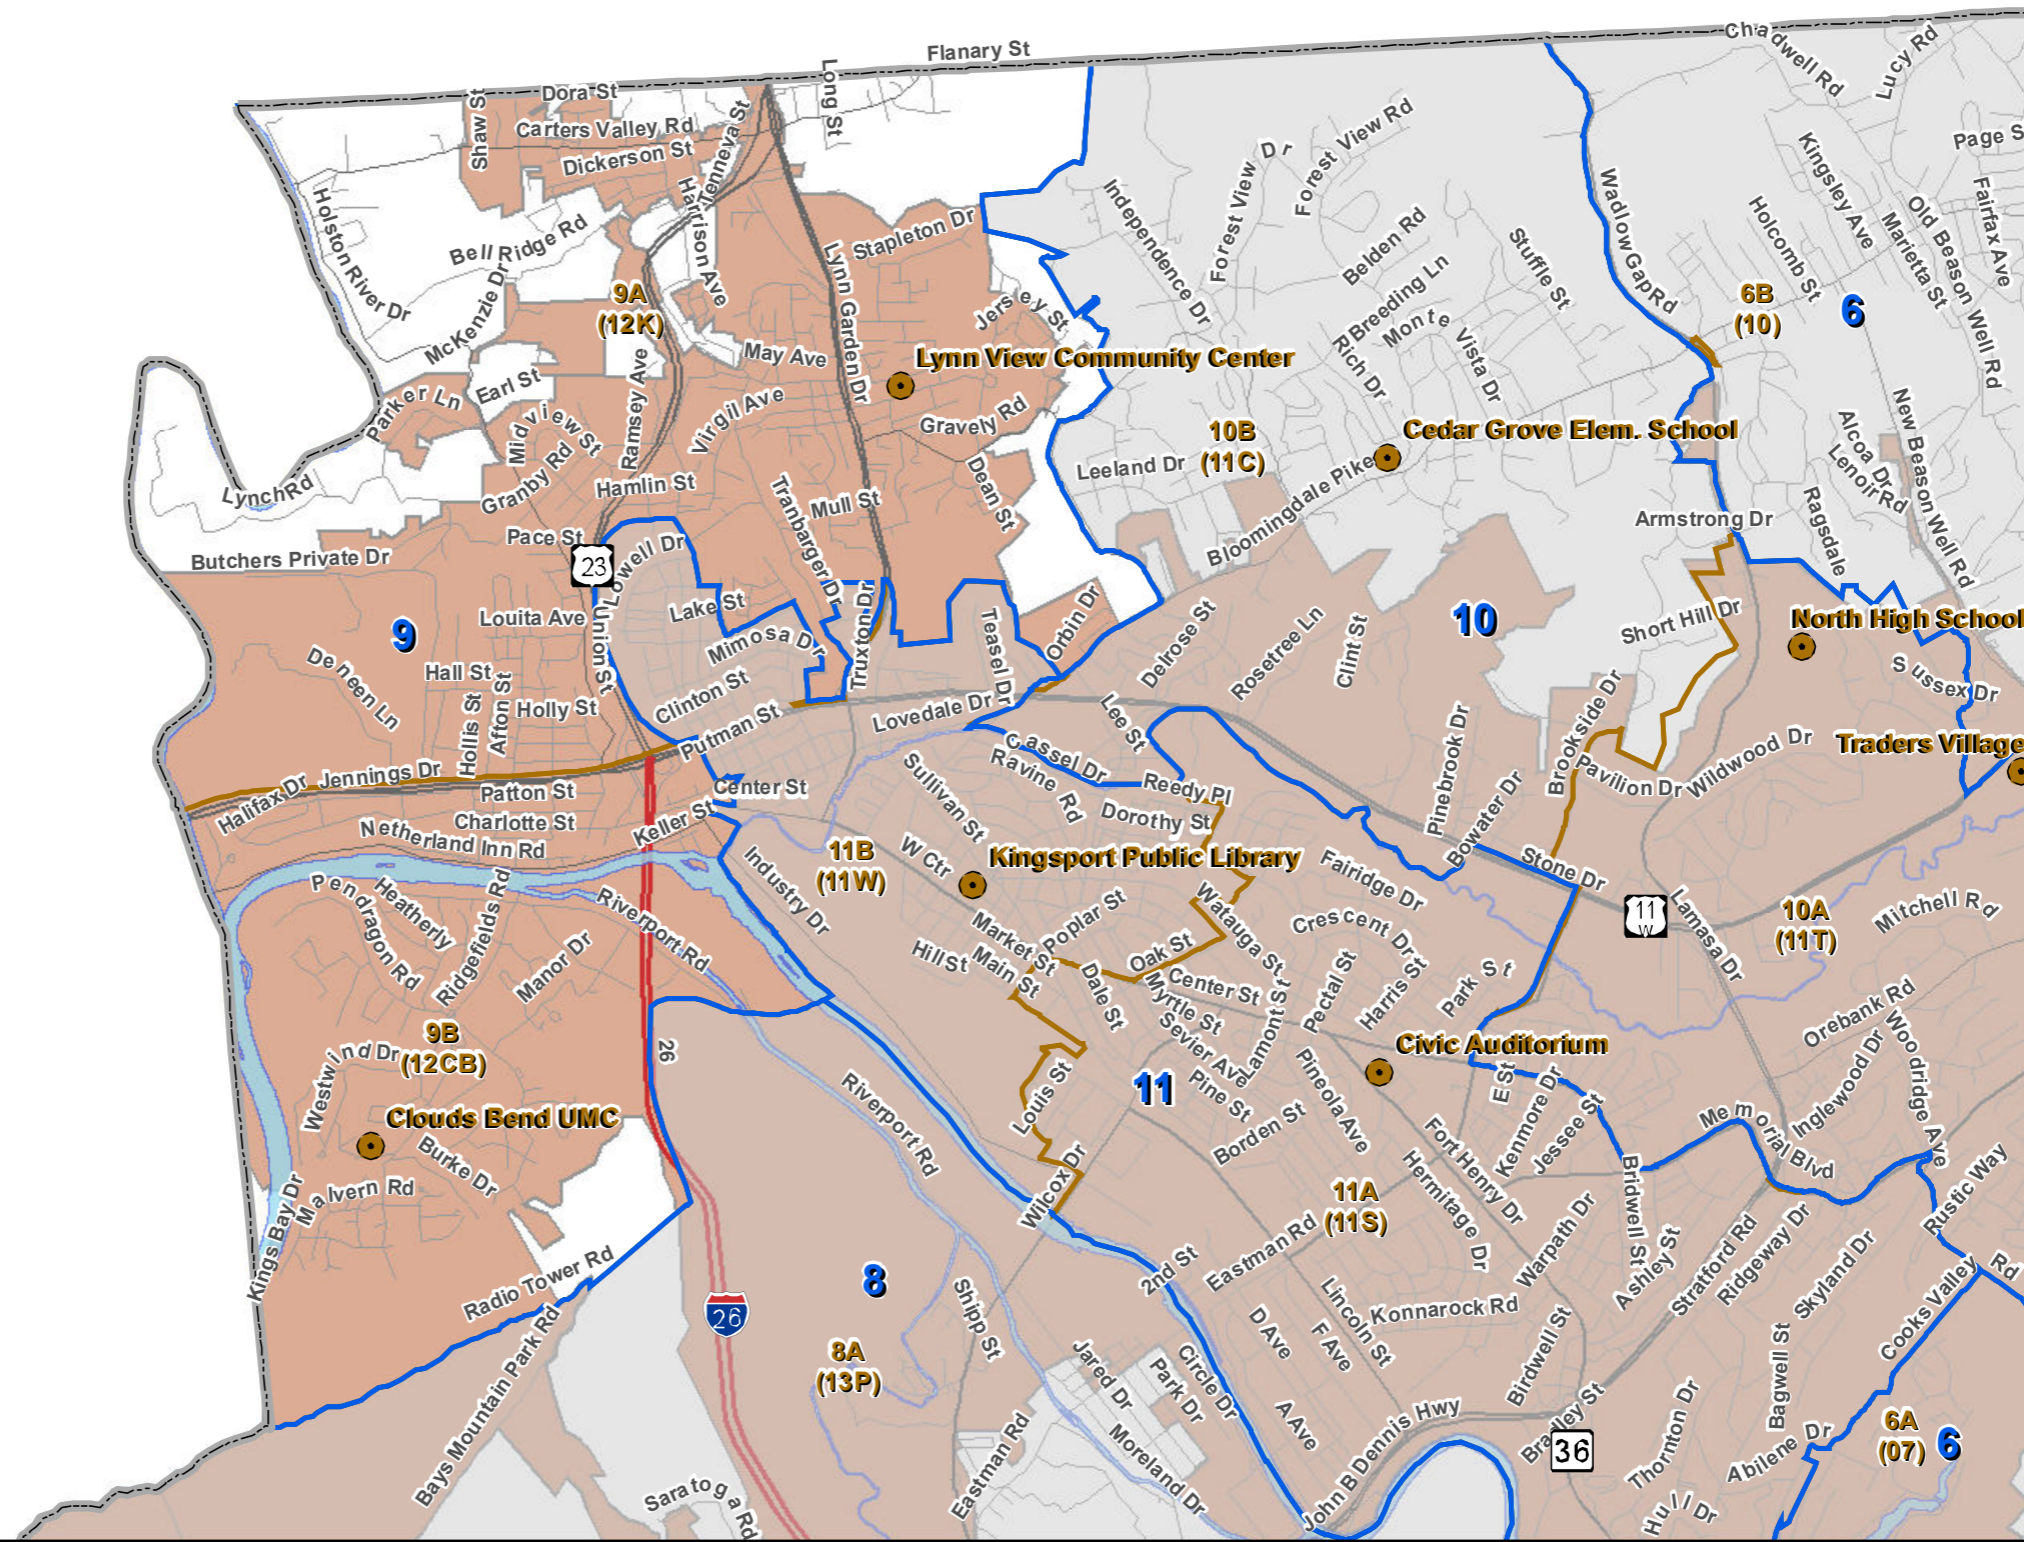 Flanary St
Chadwell Rd
Lucy Rd
Long St
Dora St
Shaw St
Carters Valley Rd
Tenneva St
Dickerson St
Forest View Rd
Forest View Dr
Kingsley Ave
Page S
Harrison Ave
Holston River Dr
Independence Dr
Wadlow Gap Rd
Holcomb St
Marietta St
Old Beason Well Rd
Fairfax Ave
Bell Ridge Rd
Stapleton Dr
Lynn Garden Dr
Belden Rd
Stuffle St
McKenzie Dr
9A
(12K)
Jersey St
Breeding Ln
Monte Vista Dr
Rich Dr
6B
(10)
6
May Ave
Lynn View Community Center
Earl St
Parker Ln
Ramsey Ave
Virgil Ave
Midview St
Gravely Rd
10B
(11C)
Cedar Grove Elem. School
New Beason Well Rd
Alcoa Dr
Lenoir Rd
Granby Rd
Lynch Rd
Hamlin St
Leeland Dr
Bloomingdale Pike
Tranbarger Dr
Mull St
Dean St
Ragsdale
Armstrong Dr
Pace St
Butchers Private Dr
23
Lowell Dr
Louita Ave
Union St
Lake St
Mimosa Dr
Truxton Dr
Teasel Dr
Orbin Dr
Delrose St
Rosetree Ln
Clint St
10
Short Hill Dr
North High School
9
Deneen Ln
Hall St
Hollis St
Afton St
Holly St
Clinton St
Putman St
Lovedale Dr
Lee St
Sussex Dr
Brookside Dr
Pinebrook Dr
Pavilion Dr
Wildwood Dr
Traders Village
Halifax Dr
Jennings Dr
Patton St
Center St
Cassel Dr
Ravine Rd
Reedy Pl
Dorothy St
Sullivan St
Bowater Dr
Charlotte St
Keller St
Netherland Inn Rd
11B
(11W)
W Ctr
Kingsport Public Library
Fairidge Dr
Stone Dr
Industry Dr
Pendragon Rd
Heatherly
Ridgefields Rd
Riverport Rd
Manor Dr
Market St
Poplar St
Watauga St
Crescent Dr
11
W
Lamasa Dr
10A
(11T)
Mitchell Rd
Hill St
Main St
Oak St
Center St
Dale St
Myrtle St
Sevier Ave
Lamont St
Pectal St
Harris St
Park St
Orebank Rd
9B
(12CB)
Westwind Dr
26
Civic Auditorium
Woodridge Ave
Inglewood Dr
Clouds Bend UMC
Riverport Rd
Louis St
11
Pine St
Pineola Ave
E St
Kenmore Dr
Jessee St
Memorial Blvd
Burke Dr
Malvern Rd
Borden St
Fort Henry Dr
Bridwell St
Kings Bay Dr
Wilcox Dr
11A
(11S)
Hermitage Dr
Rustic Way
Radio Tower Rd
8
2nd St
Eastman Rd
Warpath Dr
Ashley St
Stratford Rd
Ridgeway Dr
Skyland Dr
Cooks Valley Rd
26
Shipp St
Lincoln St
Konnarock Rd
D Ave
F Ave
8A
(13P)
Bays Mountain Park Rd
Jared Dr
Park Dr
Circle Dr
Birdwell St
Bagwell St
A Ave
John B Dennis Hwy
Bradley St
36
Thornton Dr
Abilene Dr
6A
(07)
6
Eastman Rd
Moreland Dr
Saratoga Rd
Hull Dr